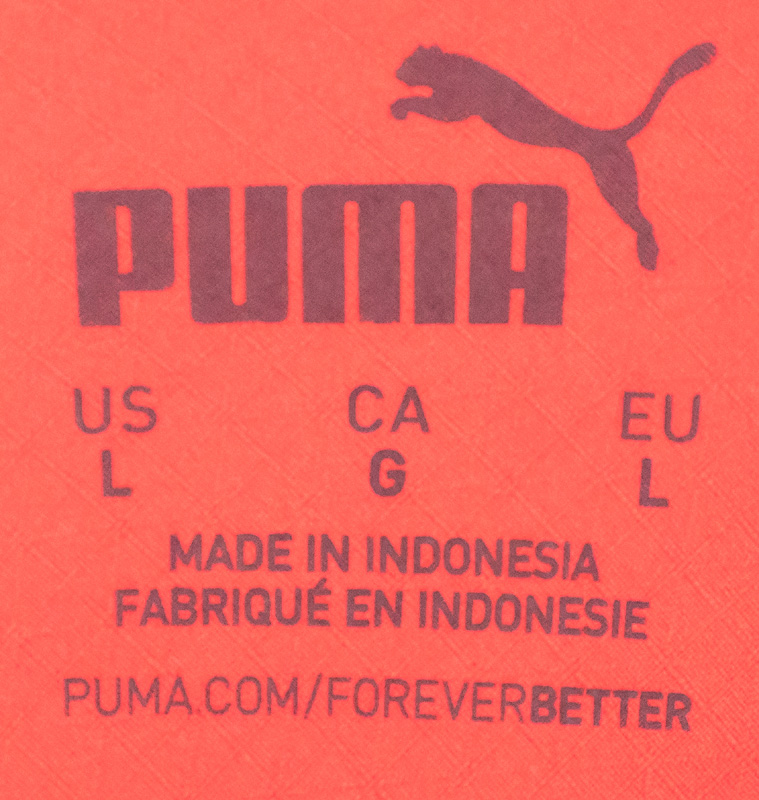 PUMA
US CA EU
L G L
MADE IN INDONESIA
FABRIQUÉ EN INDONESIE
PUMA.COM/FOREVERBETTER